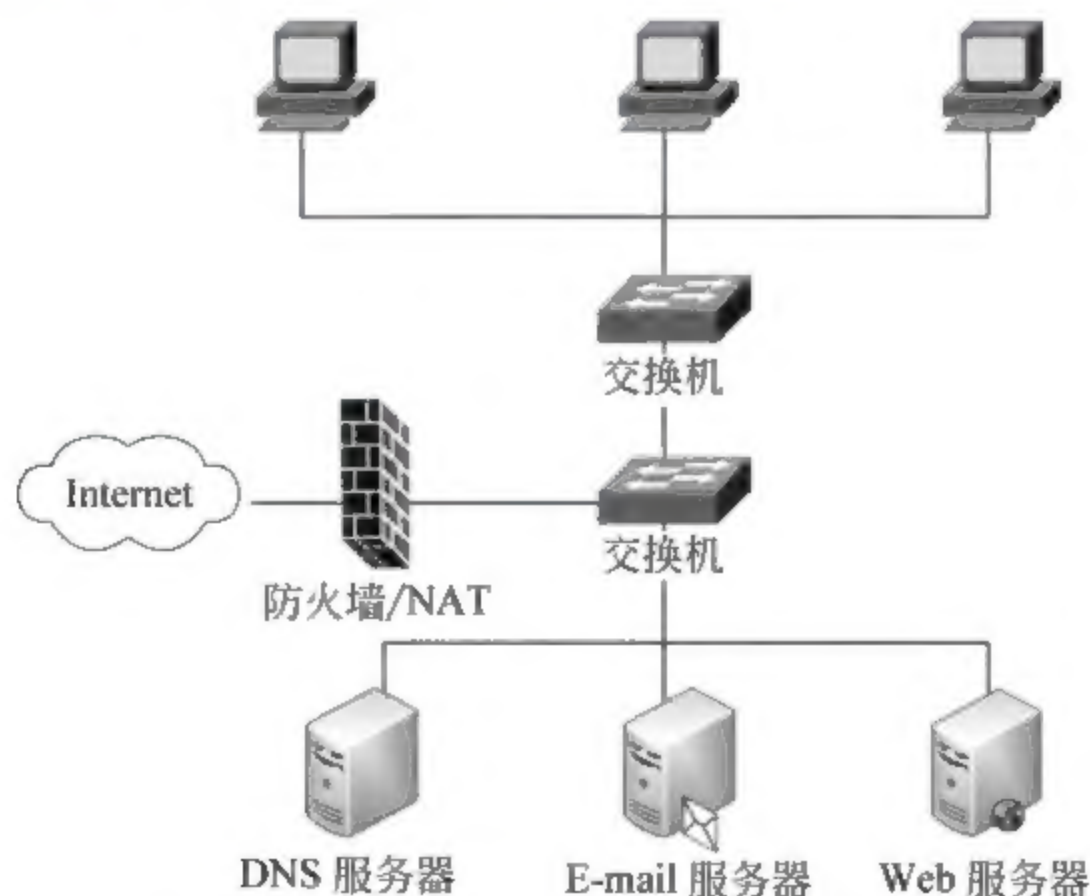 交换机
Internet
交换机
防火墙/NAT
DNS 服务器
E-mail 服务器
Web 服务器